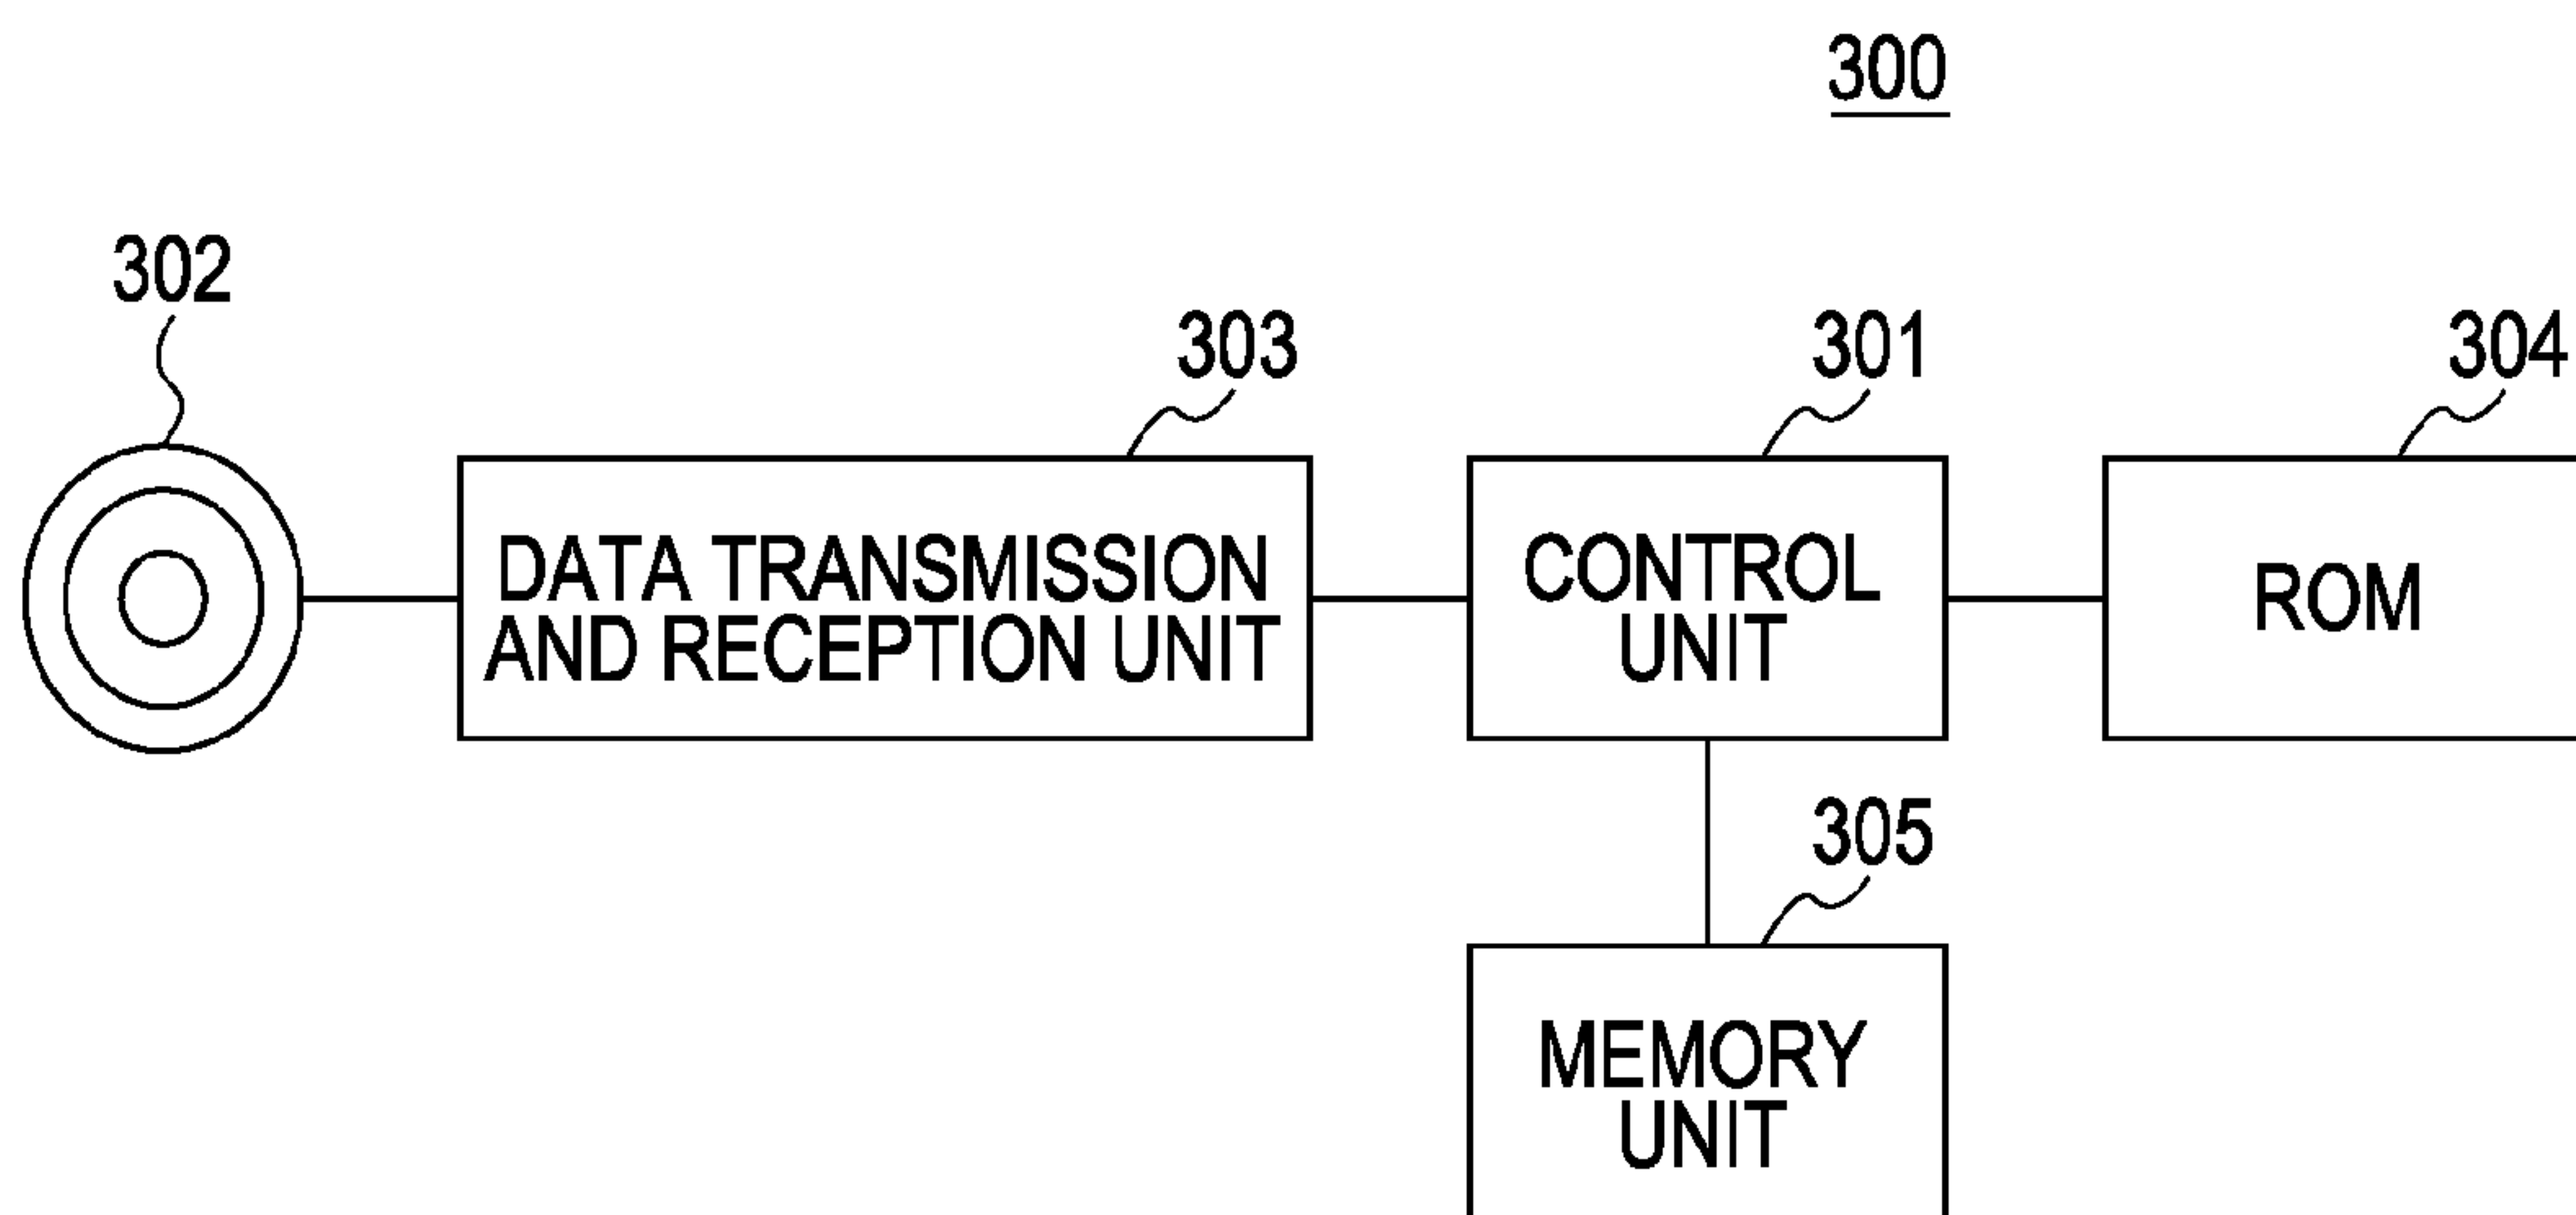 300
302
303
301
304
DATA TRANSMISSION
AND RECEPTION UNIT
CONTROL
UNIT
ROM
305
MEMORY
UNIT